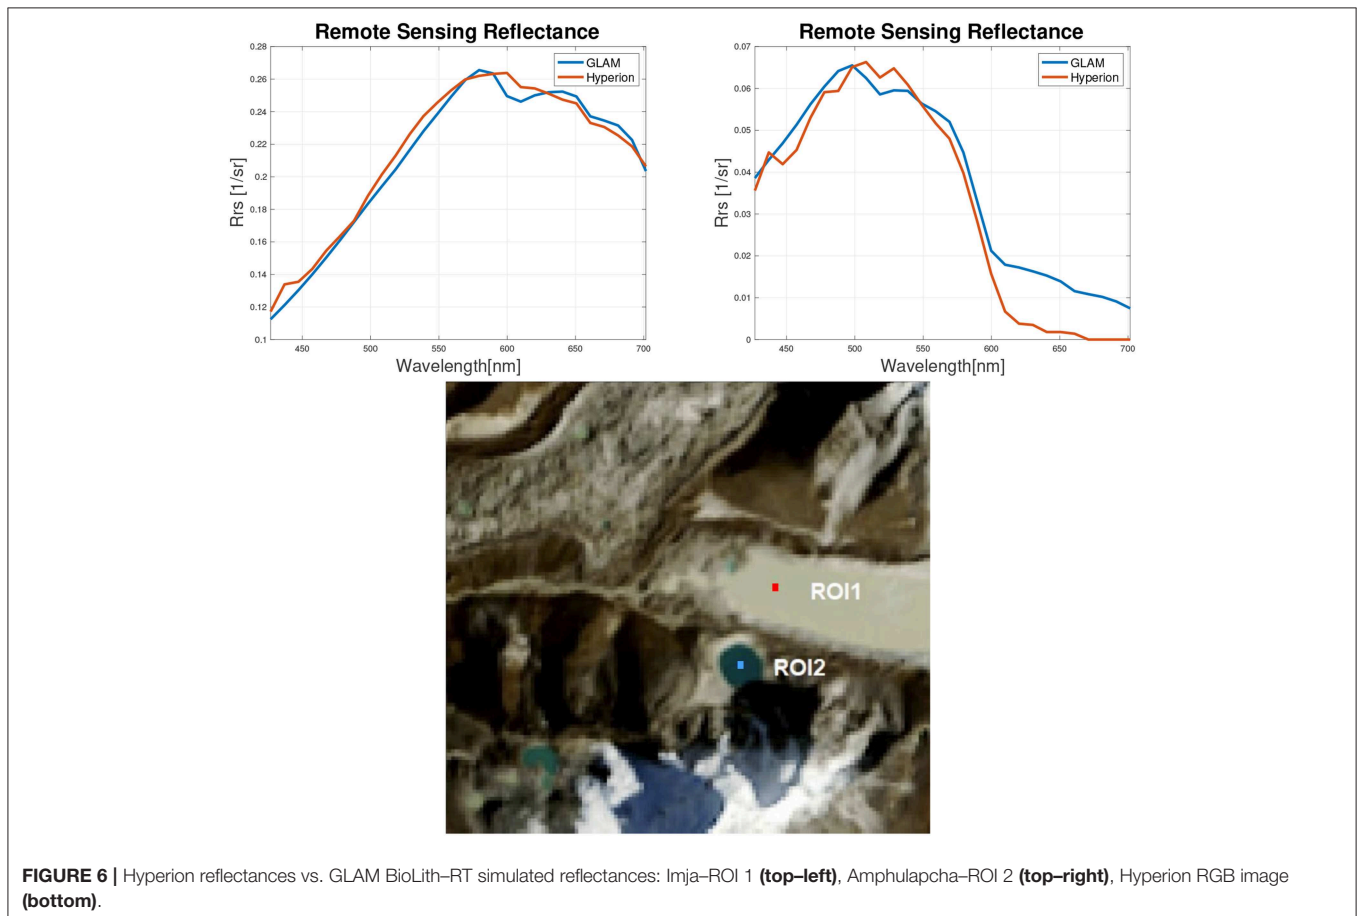 Remote Sensing Reflectance
0.28
0.26
0.24
0.22
0.2
0.18
0.16
0.14
0.12
0.1
Rrs [1/sr]
GLAM
Hyperion
450
500
550
600
650
700
Wavelength[nm]
Remote Sensing Reflectance
0.07
0.06
0.05
0.04
0.03
0.02
0.01
0
Rrs [1/sr]
GLAM
Hyperion
450
500
550
600
650
700
Wavelength[nm]
ROI1
ROI2
FIGURE 6 | Hyperion reflectances vs. GLAM BioLith–RT simulated reflectances: Imja–ROI 1 (top–left), Amphulapcha–ROI 2 (top–right), Hyperion RGB image
(bottom).